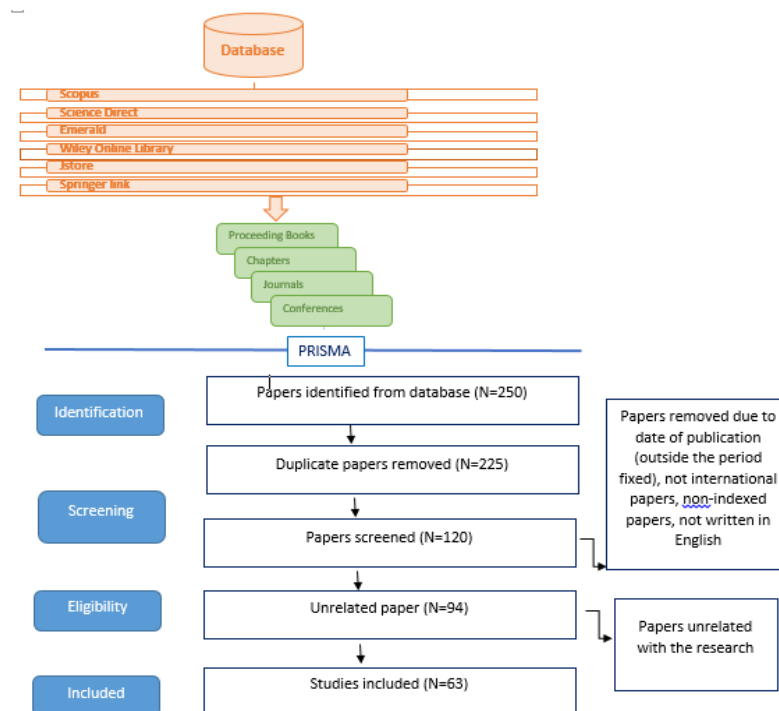 Database
Scopus
Science Direct
Emerald
Wiley Online Library
Jstore
Springer link
Proceeding Books
Chapters
Journals
Conferences
PRISMA
Identification
Papers identified from database (N=250)
Duplicate papers removed (N=225)
Papers removed due to
date of publication
(outside the period
fixed), not international
papers, non-indexed
papers, not written in
English
Screening
Papers screened (N=120)
Eligibility
Unrelated paper (N=94)
Papers unrelated
with the research
Included
Studies included (N=63)